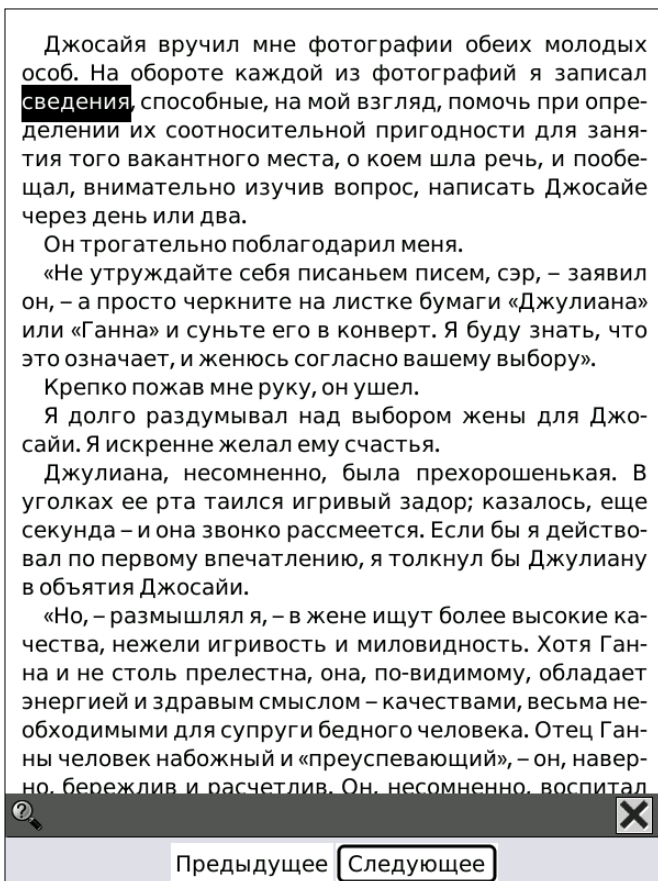 Джосайя вручил мне фотографии обеих молодых
особ. На обороте каждой из фотографий я записал
сведения, способные, на мой взгляд, помочь при опре-
делении их соотносительной пригодности для заня-
тия того вакантного места, о коем шла речь, и пообе-
щал, внимательно изучив вопрос, написать Джосайе
через день или два.
Он трогательно поблагодарил меня.
«Не утруждайте себя писаньем писем, сэр, – заявил
он, – а просто черкните на листке бумаги «Джулиана»
или «Ганна» и суньте его в конверт. Я буду знать, что
это означает, и женюсь согласно вашему выбору».
Крепко пожав мне руку, он ушел.
Я долго раздумывал над выбором жены для Джо-
сайи. Я искренне желал ему счастья.
Джулиана, несомненно, была прехорошенькая. В
уголках ее рта таился игривый задор; казалось, еще
секунда – и она звонко рассмеется. Если бы я действо-
вал по первому впечатлению, я толкнул бы Джулиану
в объятия Джосайи.
«Но, – размышлял я, – в жене ищут более высокие ка-
чества, нежели игривость и миловидность. Хотя Ган-
на и не столь прелестна, она, по-видимому, обладает
энергией и здравым смыслом – качествами, весьма не-
обходимыми для супруги бедного человека. Отец Ган-
ны человек набожный и «преуспевающий», – он, навер-
но, бережлив и расчетлив. Он, несомненно, воспитал
Предыдущее Следующее